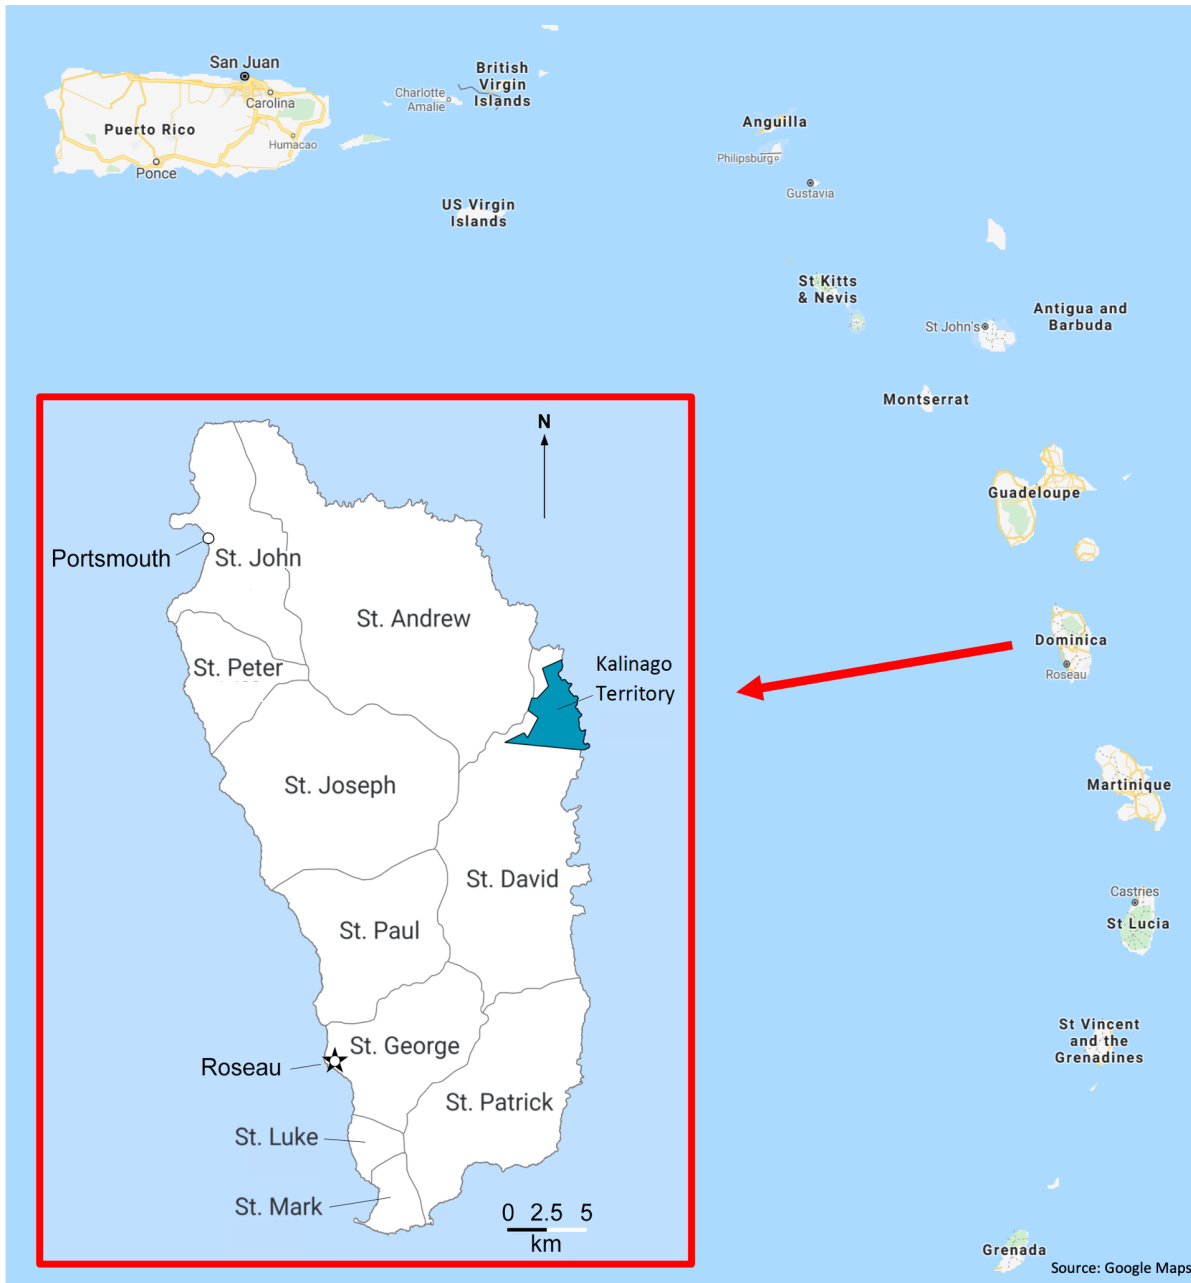 San Juan
Carolina
Puerto Rico
Humacao
Ponce
Charlotte
Amalie
British
Virgin
Islands
US Virgin
Islands
Anguilla
Philipsburg
Gustavia
St Kitts
& Nevis
Antigua and
Barbuda
St John's
Montserrat
Guadeloupe
Dominica
Roseau
Martinique
Castries
St Lucia
St Vincent
and the
Grenadines
Grenada
Source: Google Maps
N
Portsmouth
St. John
St. Andrew
St. Peter
Kalinago
Territory
St. Joseph
St. David
St. Paul
St. George
Roseau
St. Patrick
St. Luke
St. Mark
0 2.5 5
km